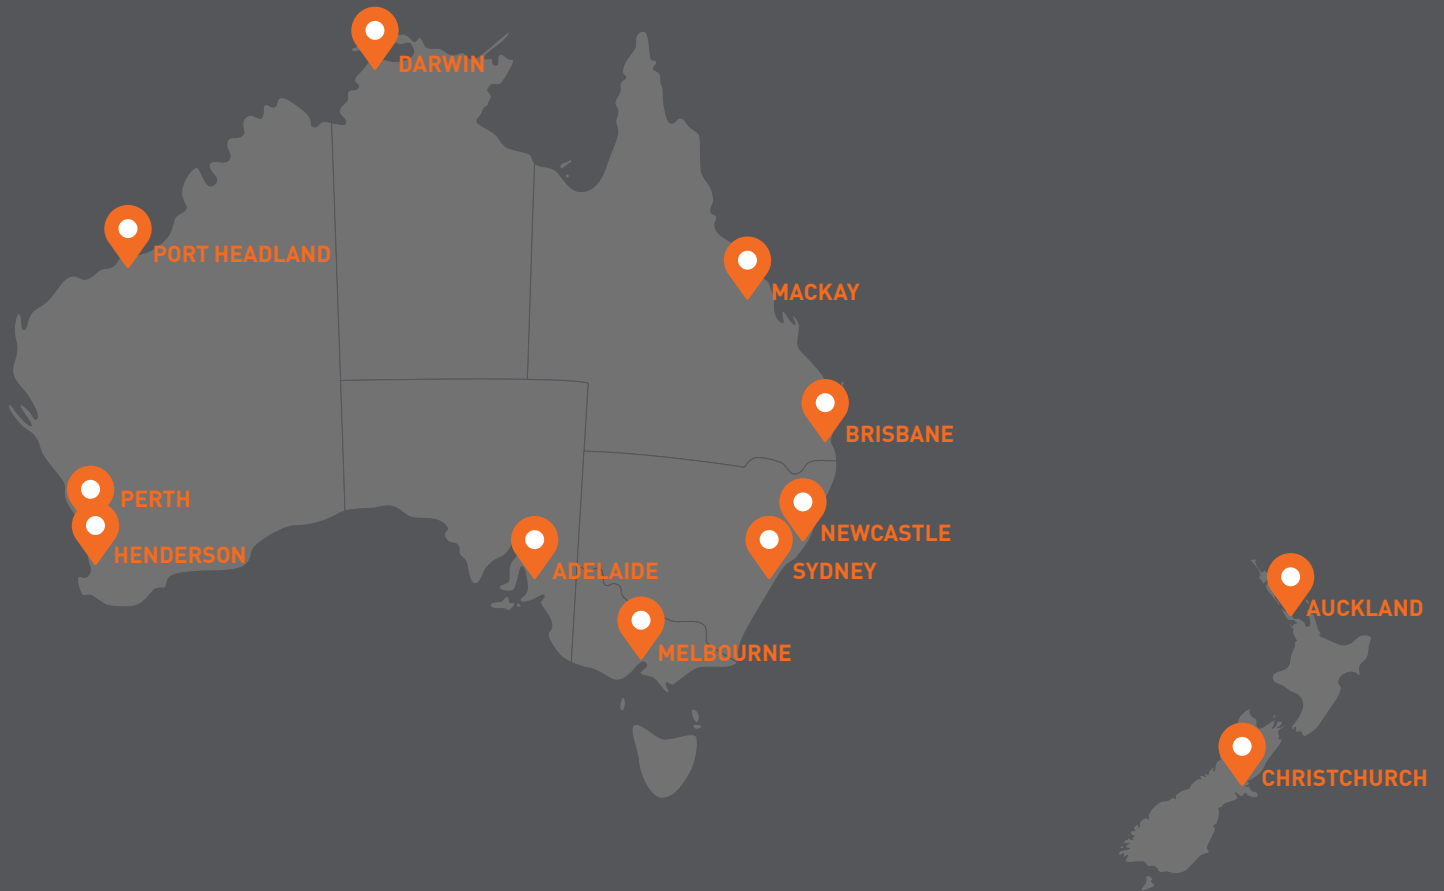 DARWIN
PORT HEADLAND
MACKAY
BRISBANE
PERTH
NEWCASTLE
HENDERSON
ADELAIDE
SYDNEY
AUCKLAND
MELBOURNE
CHRISTCHURCH